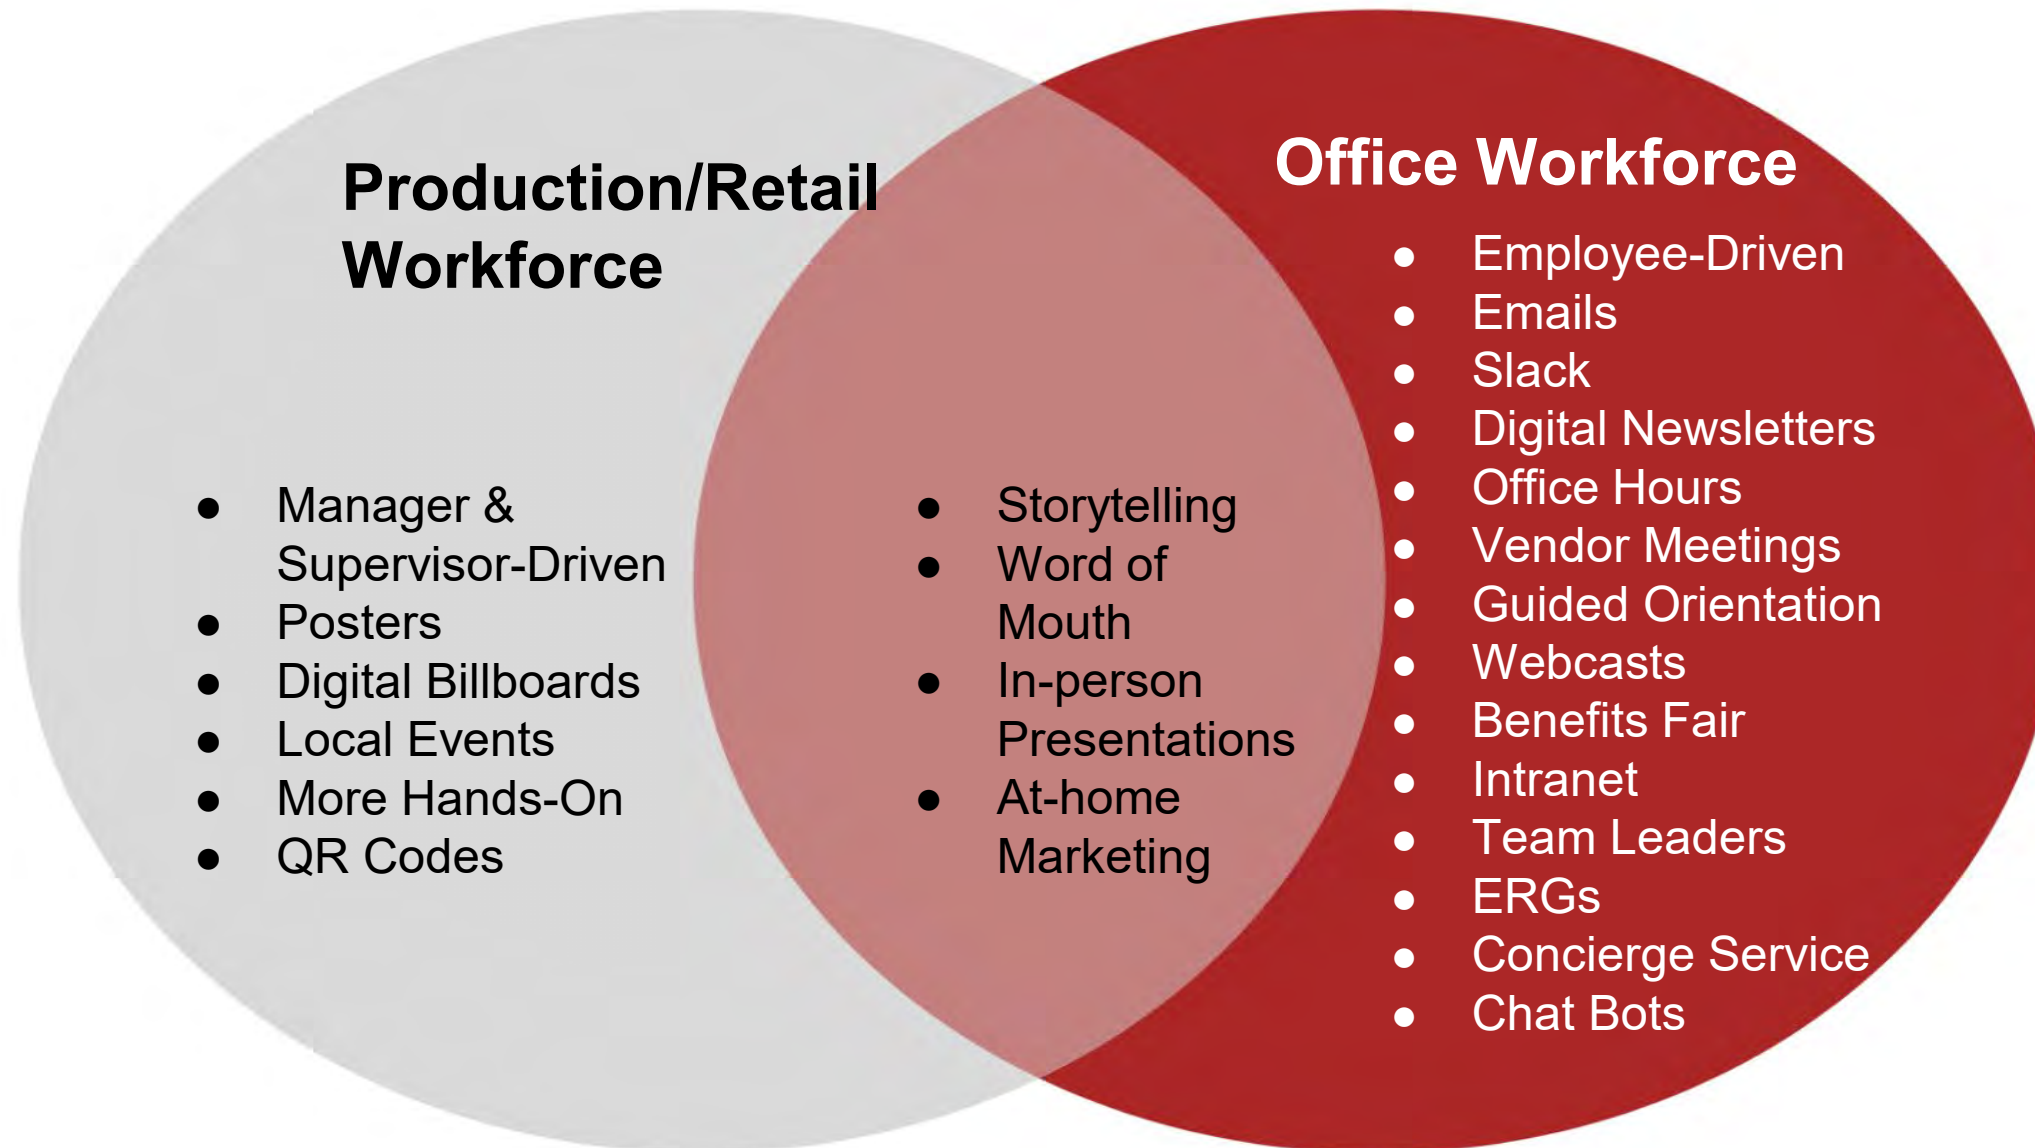 Production/Retail
Workforce
● Manager &
Supervisor-Driven
● Posters
● Digital Billboards
● Local Events
● More Hands-On
● QR Codes
● Storytelling
● Word of
Mouth
● In-person
Presentations
● At-home
Marketing
Office Workforce
● Employee-Driven
● Emails
● Slack
● Digital Newsletters
● Office Hours
● Vendor Meetings
● Guided Orientation
● Webcasts
● Benefits Fair
● Intranet
● Team Leaders
● ERGs
● Concierge Service
● Chat Bots